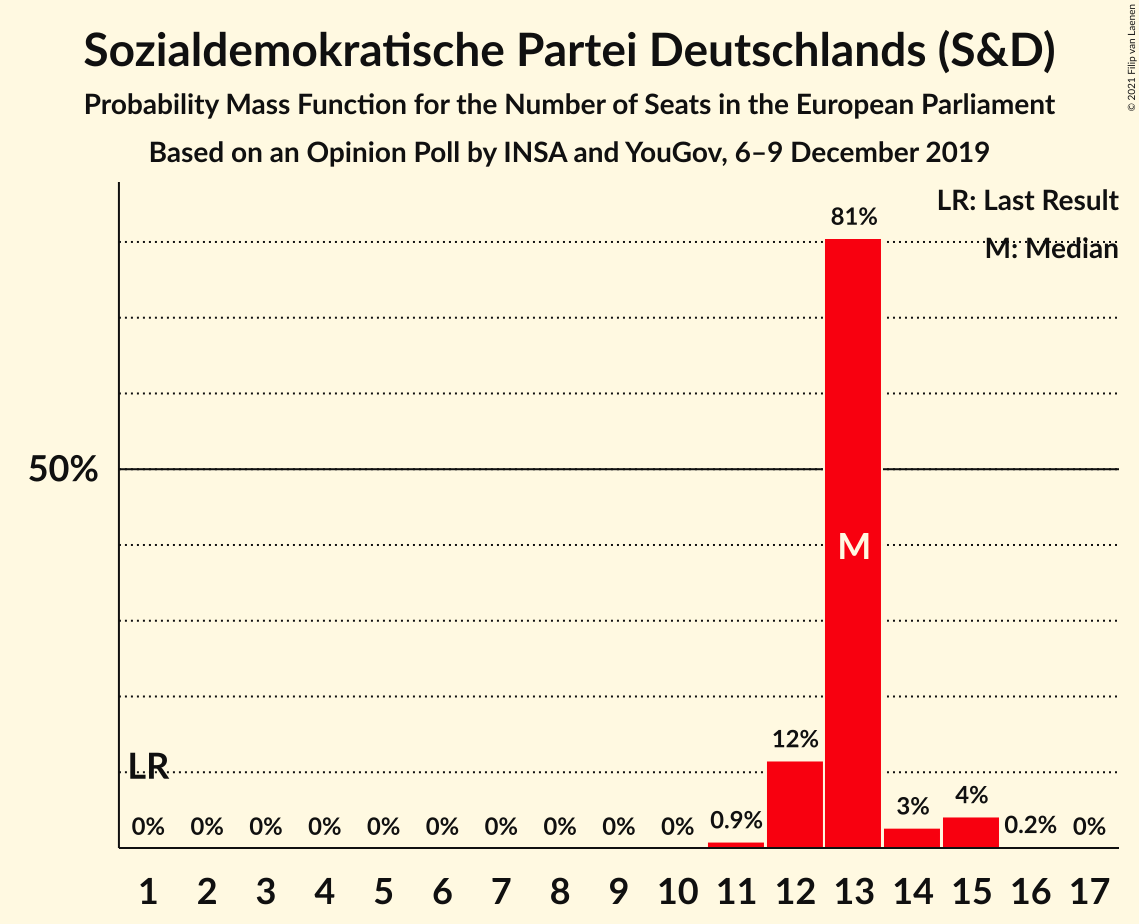 Sozialdemokratische Partei Deutschlands (S&D)
Probability Mass Function for the Number of Seats in the European Parliament
Based on an Opinion Poll by INSA and YouGov, 6–9 December 2019
© 2021 Filip van Laenen
LR: Last Result
M: Median
81%
50%
M
12%
LR
4%
3%
0% 0% 0% 0% 0% 0% 0% 0% 0% 0% 0.9% 0.2% 0%
1 2 3 4 5 6 7 8 9 10 11 12 13 14 15 16 17